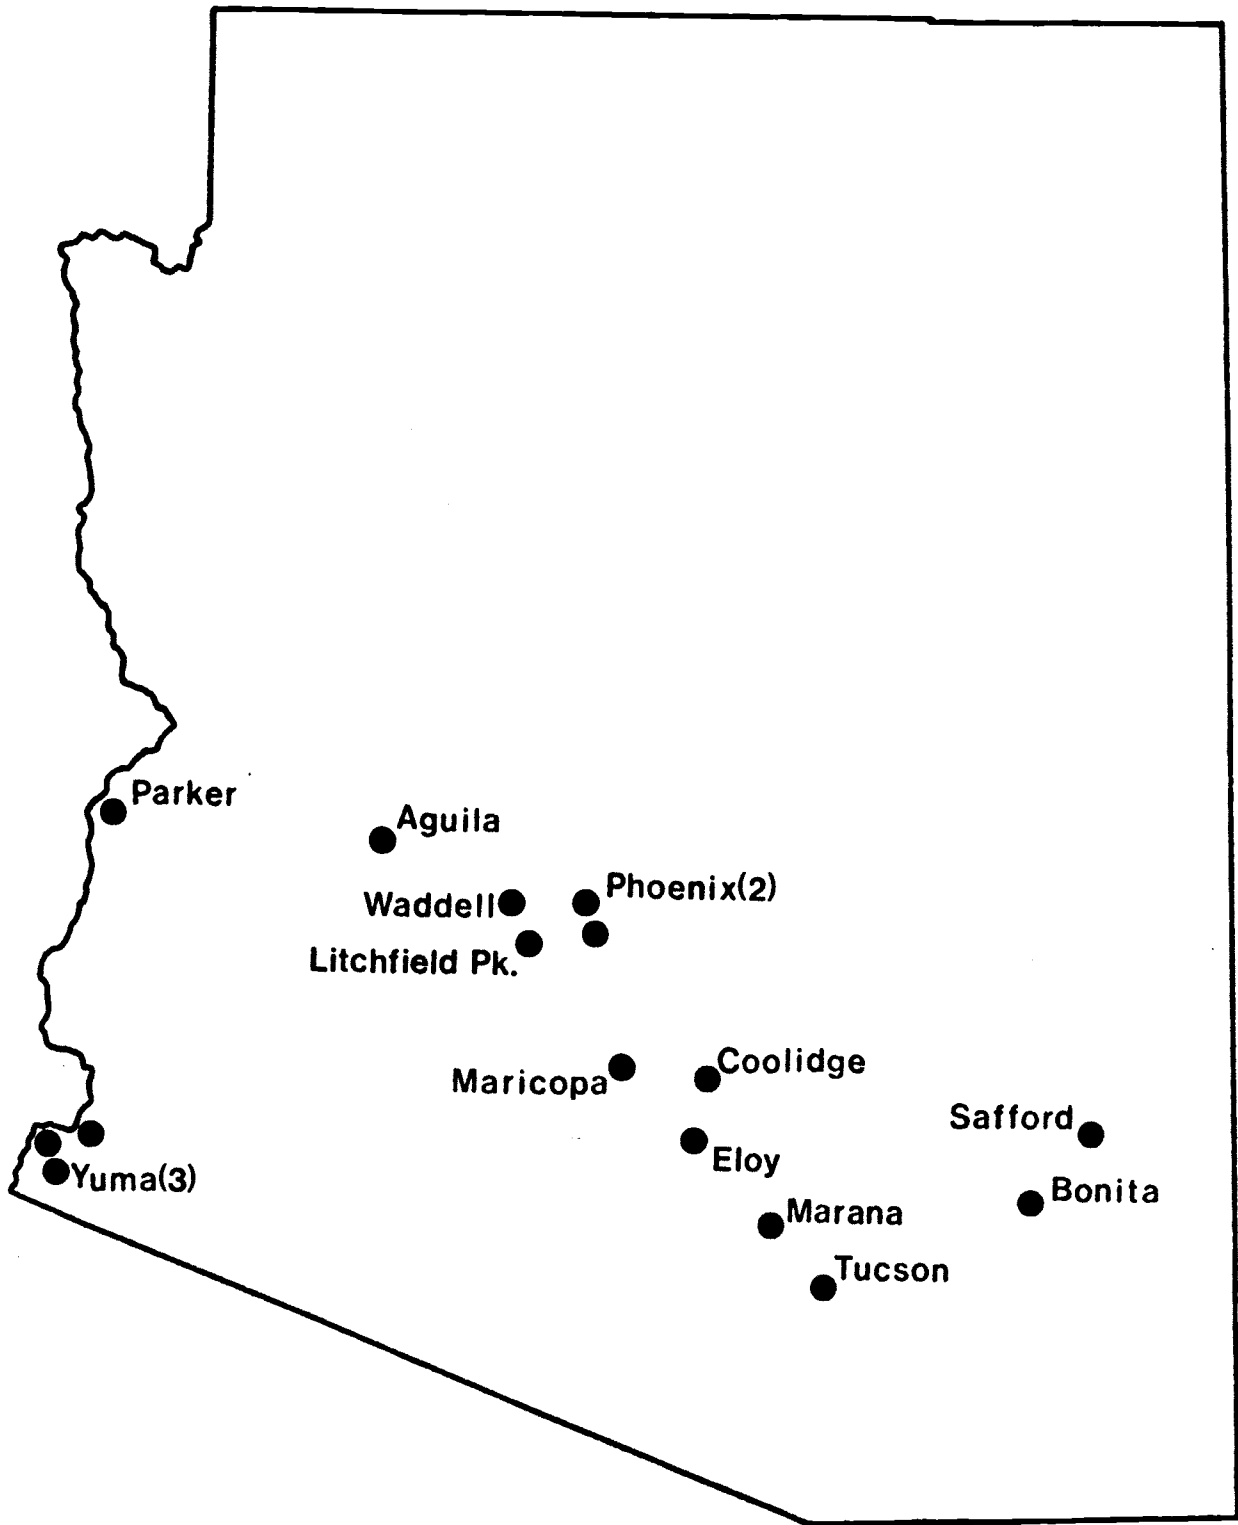 Parker
Aguila
Phoenix(2)
Waddell
Litchfield Pk.
Coolidge
Maricopa
Safford
Eloy
Yuma(3)
Bonita
Marana
Tucson